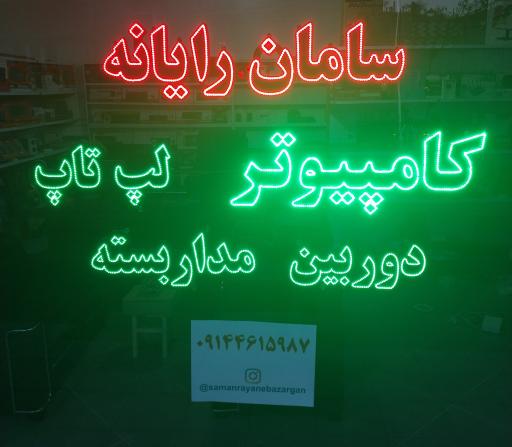 سامان رایانه
کامپیوتر لپ تاپ
دوربین مداربسته
۰۹۱۴۴۶۱۵۹۸۷
@samanrayanebazargan